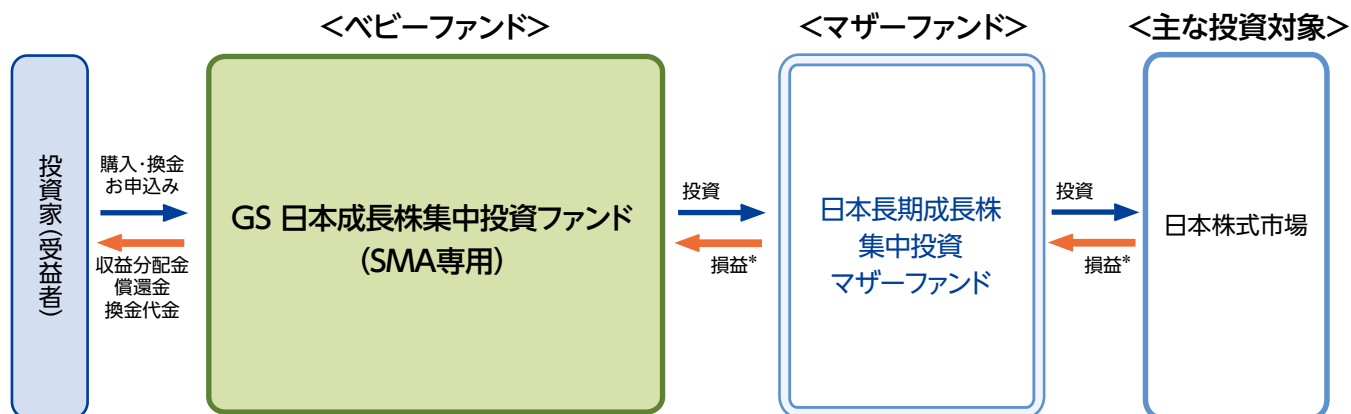 ＜ベビーファンド＞
＜マザーファンド＞
＜主な投資対象＞
投資家（受益者）
購入・換金
お申込み
収益分配金
償還金
換金代金
GS 日本成長株集中投資ファンド
（SMA専用）
投資
損益*
日本長期成長株
集中投資
マザーファンド
投資
損益*
日本株式市場